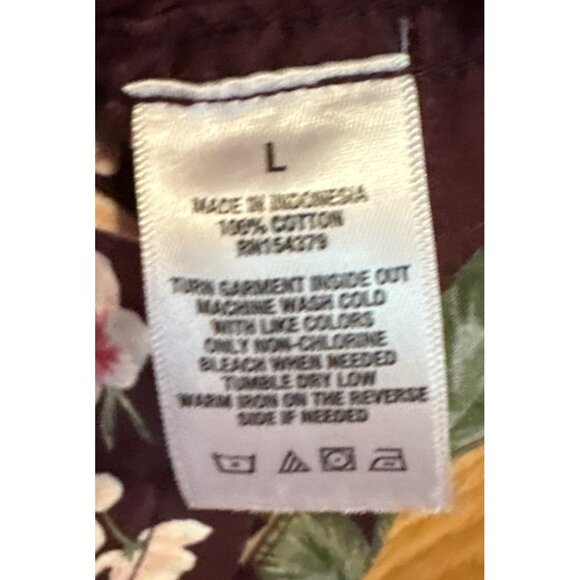 L
MADE IN INDONESIA
100% COTTON
RN154379
TURN GARMENT INSIDE OUT
MACHINE WASH COLD
WITH LIKE COLORS
ONLY NON-CHLORINE
BLEACH WHEN NEEDED
TUMBLE DRY LOW
WARM IRON ON THE REVERSE
SIDE IF NEEDED